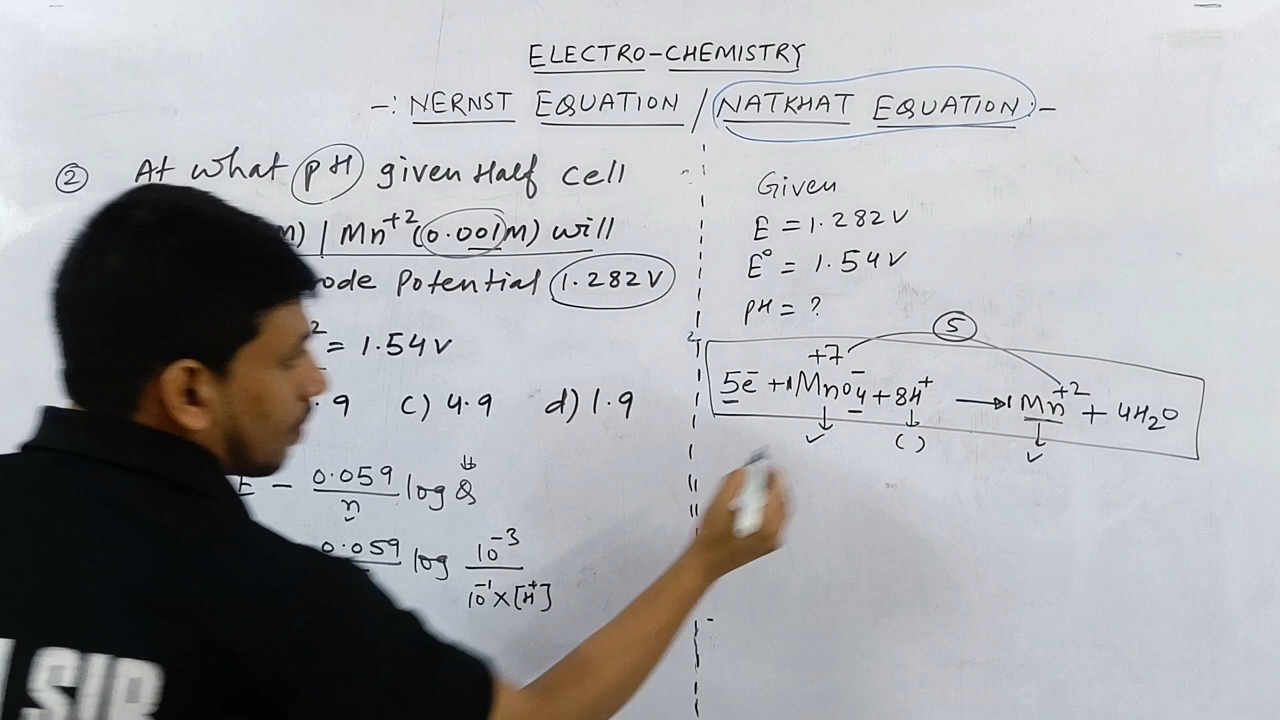 ELECTRO-CHEMISTRY
-: NERNST EQUATION / NATKHAT EQUATION :-
② At what pH given Half cell
M) | Mn⁺² (0.001M) will
rode Potential 1.282V
² = 1.54V
.9 c) 4.9 d) 1.9
E - 0.059/n log Q
0.059 log 10⁻³/10⁻¹×[H⁺]
Given
E = 1.282V
E° = 1.54V
pH = ?
5
+7
5e⁻ + 1MnO₄⁻ + 8H⁺ → 1Mn⁺² + 4H₂O
✓ ( ) ✓
SIR